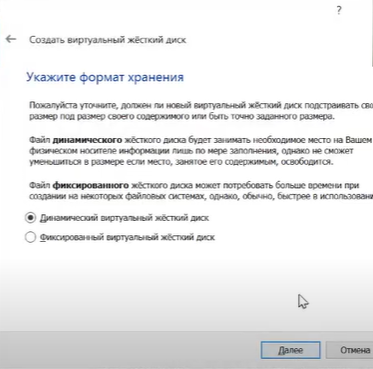 ?
Создать виртуальный жёсткий диск
Укажите формат хранения
Пожалуйста уточните, должен ли новый виртуальный жёсткий диск подстраивать
размер под размер своего содержимого или быть точно заданного размера.
Файл динамического жёсткого диска будет занимать необходимое место на Вашем
физическом носителе информации лишь по мере заполнения, однако не сможет
уменьшиться в размере если место, занятое его содержимым, освободится.
Файл фиксированного жёсткого диска может потребовать больше времени при
создании на некоторых файловых системах, однако, обычно, быстрее в
Динамический виртуальный жёсткий диск
Фиксированный виртуальный жёсткий диск
Далее
Отмена